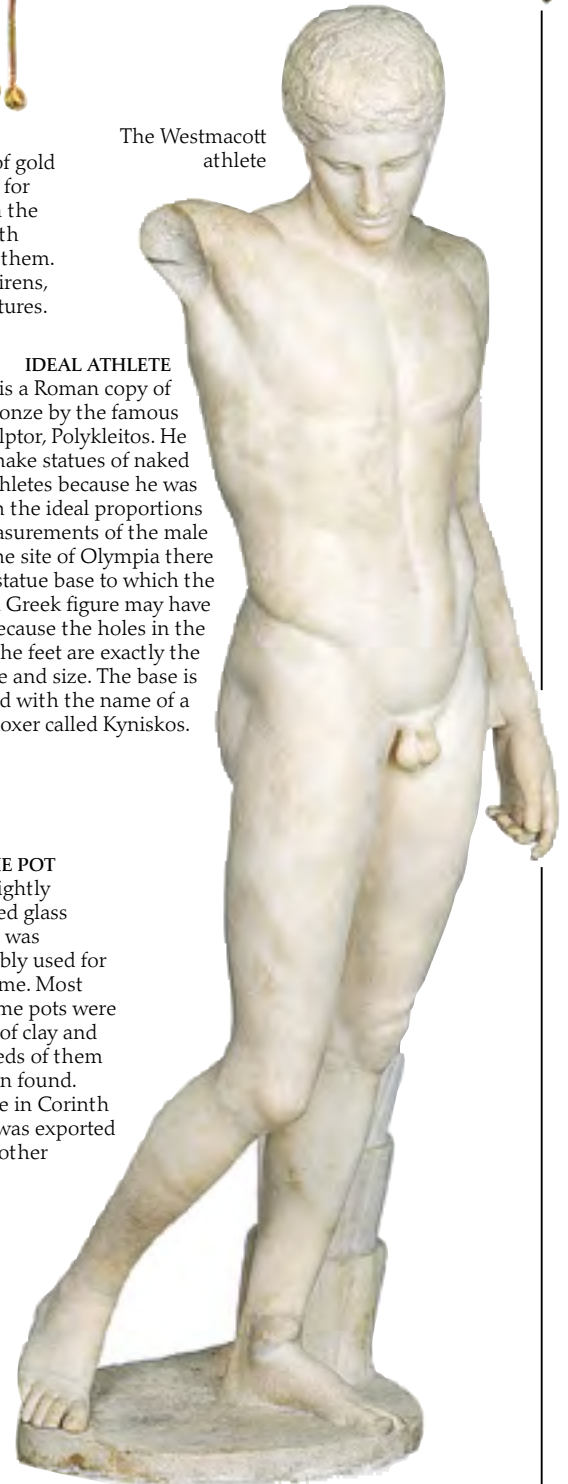 The Westmacott
athlete
of gold
for
the
th
them.
irens,
tures.
IDEAL ATHLETE
is a Roman copy of
onze by the famous
lptor, Polykleitos. He
make statues of naked
thletes because he was
n the ideal proportions
asurements of the male
ne site of Olympia there
statue base to which the
Greek figure may have
ecause the holes in the
he feet are exactly the
e and size. The base is
d with the name of a
oxer called Kyniskos.
E POT
ightly
ed glass
was
bly used for
me. Most
me pots were
of clay and
eds of them
n found.
e in Corinth
was exported
other